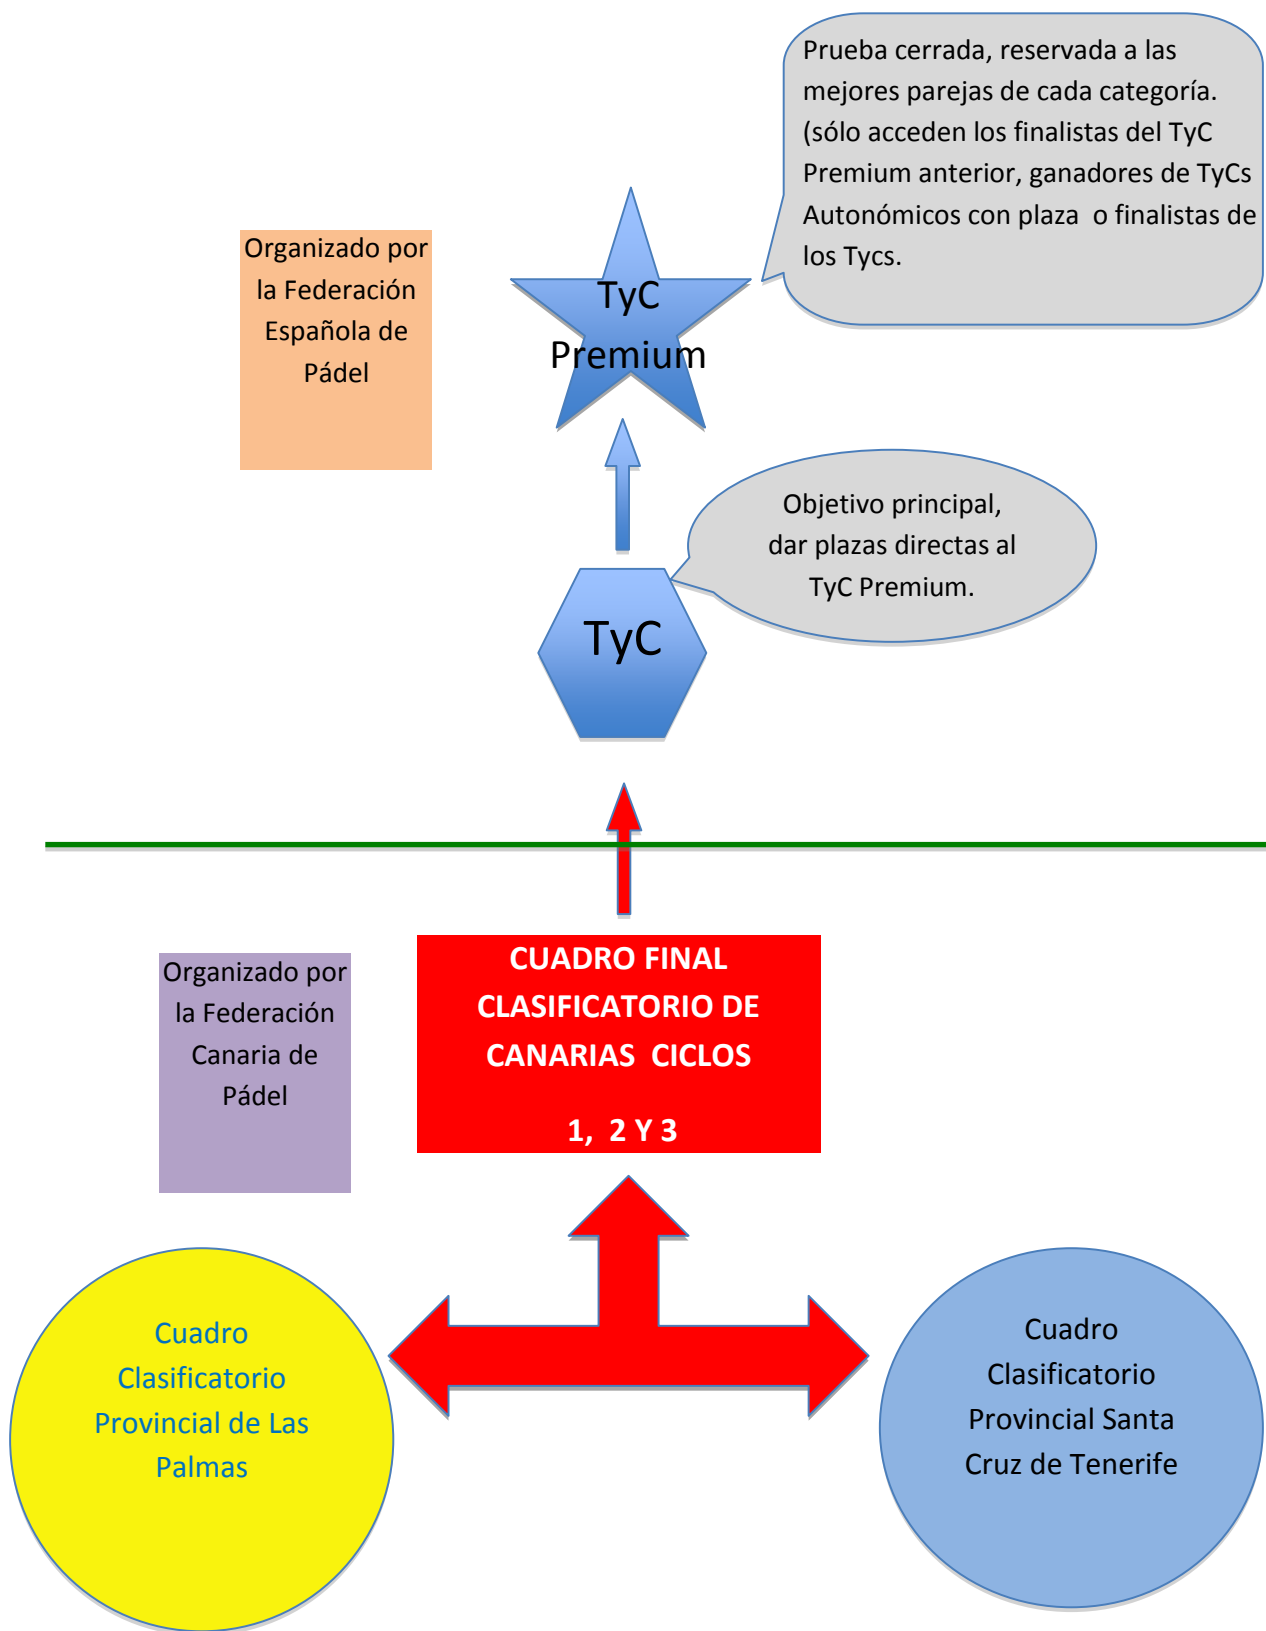 Prueba cerrada, reservada a las
mejores parejas de cada categoría.
(sólo acceden los finalistas del TyC
Premium anterior, ganadores de TyCs
Autonómicos con plaza  o finalistas de
los Tycs.
Organizado por
la Federación
Española de
Pádel
TyC
Premium
Objetivo principal,
dar plazas directas al
TyC Premium.
TyC
CUADRO FINAL
CLASIFICATORIO DE
CANARIAS  CICLOS
1,  2 Y 3
Organizado por
la Federación
Canaria de
Pádel
Cuadro
Clasificatorio
Provincial de Las
Palmas
Cuadro
Clasificatorio
Provincial Santa
Cruz de Tenerife